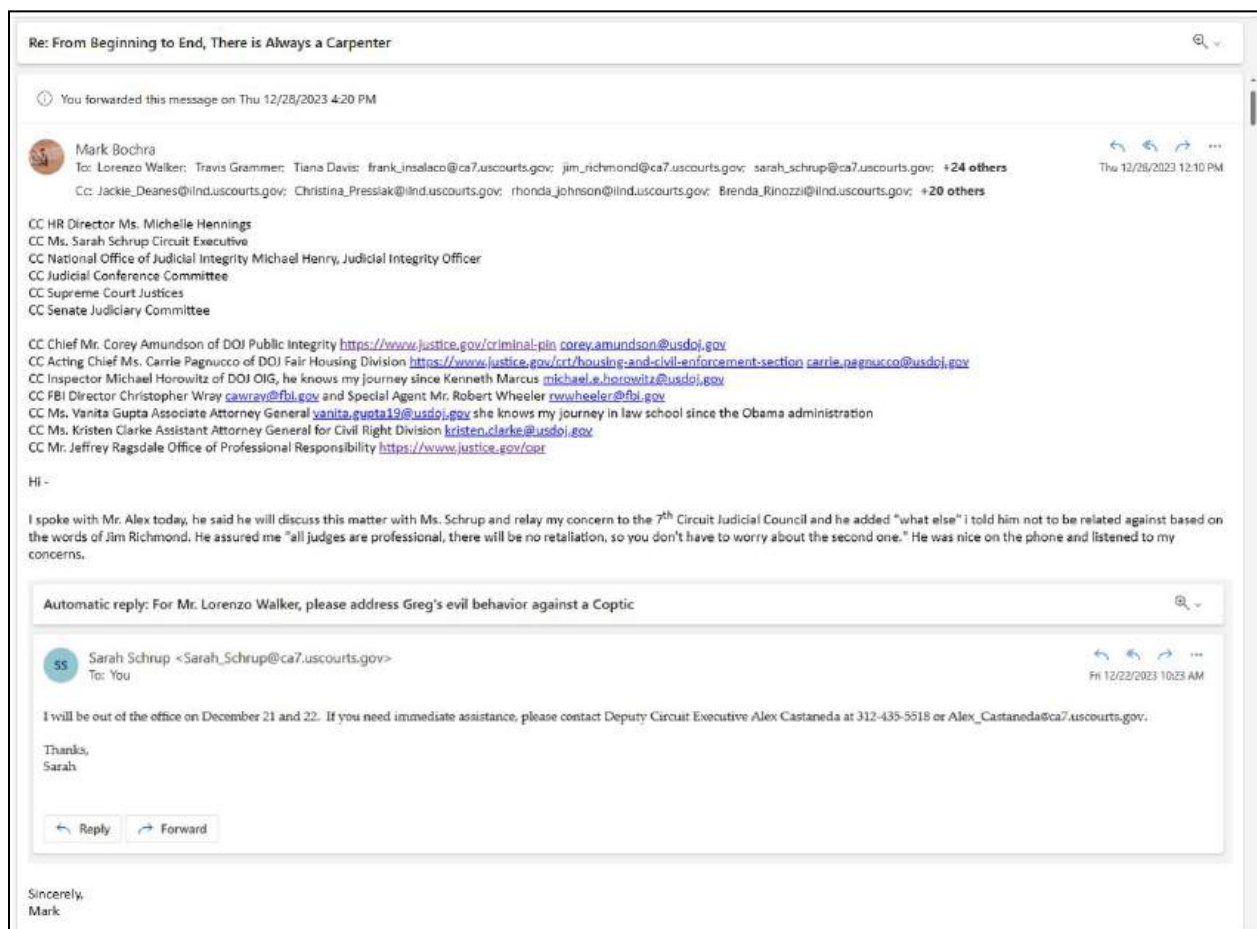 Re: From Beginning to End, There is Always a Carpenter
You forwarded this message on Thu 12/28/2023 4:20 PM
Mark Bochra
To: Lorenzo Walker; Travis Grammer; Tiana Davis; frank_insalaco@ca7.uscourts.gov; jim_richmond@ca7.uscourts.gov; sarah_schrup@ca7.uscourts.gov; +24 others
Thu 12/28/2023 12:10 PM
Cc: Jackie_Deanes@ilnd.uscourts.gov; Christina_Presslak@ilnd.uscourts.gov; rhonda_johnson@ilnd.uscourts.gov; Brenda_Rinozzi@ilnd.uscourts.gov; +20 others
CC HR Director Ms. Michelle Hennings
CC Ms. Sarah Schrup Circuit Executive
CC National Office of Judicial Integrity Michael Henry, Judicial Integrity Officer
CC Judicial Conference Committee
CC Supreme Court Justices
CC Senate Judiciary Committee
CC Chief Mr. Corey Amundson of DOJ Public Integrity https://www.justice.gov/criminal-pin corey.amundson@usdoj.gov
CC Acting Chief Ms. Carrie Pagnucco of DOJ Fair Housing Division https://www.justice.gov/crt/housing-and-civil-enforcement-section carrie.pagnucco@usdoj.gov
CC Inspector Michael Horowitz of DOJ OIG, he knows my journey since Kenneth Marcus michael.e.horowitz@usdoj.gov
CC FBI Director Christopher Wray cawray@fbi.gov and Special Agent Mr. Robert Wheeler rwwheeler@fbi.gov
CC Ms. Vanita Gupta Associate Attorney General vanita.gupta19@usdoj.gov she knows my journey in law school since the Obama administration
CC Ms. Kristen Clarke Assistant Attorney General for Civil Right Division kristen.clarke@usdoj.gov
CC Mr. Jeffrey Ragsdale Office of Professional Responsibility https://www.justice.gov/opr
Hi -
I spoke with Mr. Alex today, he said he will discuss this matter with Ms. Schrup and relay my concern to the 7th Circuit Judicial Council and he added "what else" i told him not to be related against based on
the words of Jim Richmond. He assured me "all judges are professional, there will be no retaliation, so you don't have to worry about the second one." He was nice on the phone and listened to my
concerns.
Automatic reply: For Mr. Lorenzo Walker, please address Greg's evil behavior against a Coptic
SS
Sarah Schrup <Sarah_Schrup@ca7.uscourts.gov>
To: You
Fri 12/22/2023 10:23 AM
I will be out of the office on December 21 and 22. If you need immediate assistance, please contact Deputy Circuit Executive Alex Castaneda at 312-435-5518 or Alex_Castaneda@ca7.uscourts.gov.
Thanks,
Sarah
Reply
Forward
Sincerely,
Mark